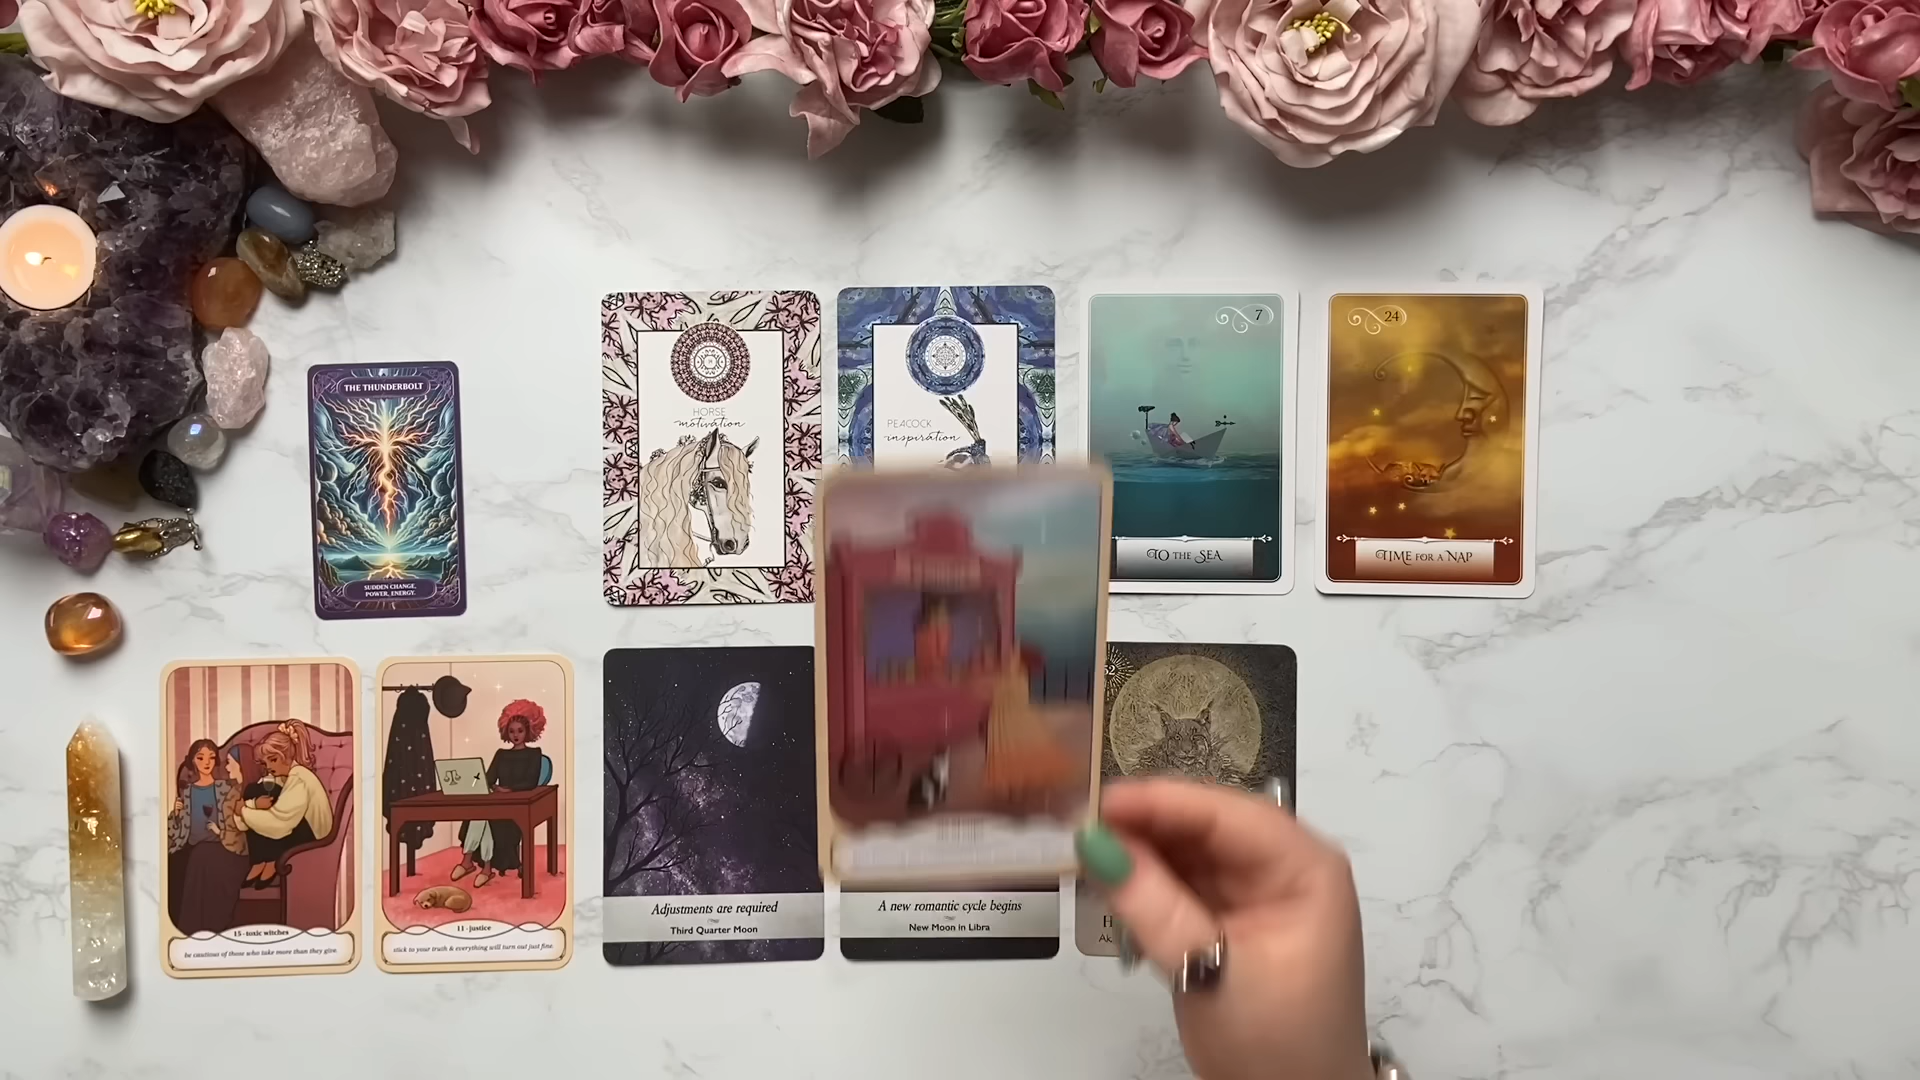 THE THUNDERBOLT
SUDDEN CHANGE,
POWER, ENERGY.
HORSE
motivation
PEACOCK
inspiration
7
TO THE SEA
24
TIME FOR A NAP
15 · toxic witches
be cautious of those who take more than they give.
11 · justice
stick to your truth & everything will turn out just fine.
Adjustments are required
Third Quarter Moon
A new romantic cycle begins
New Moon in Libra
52